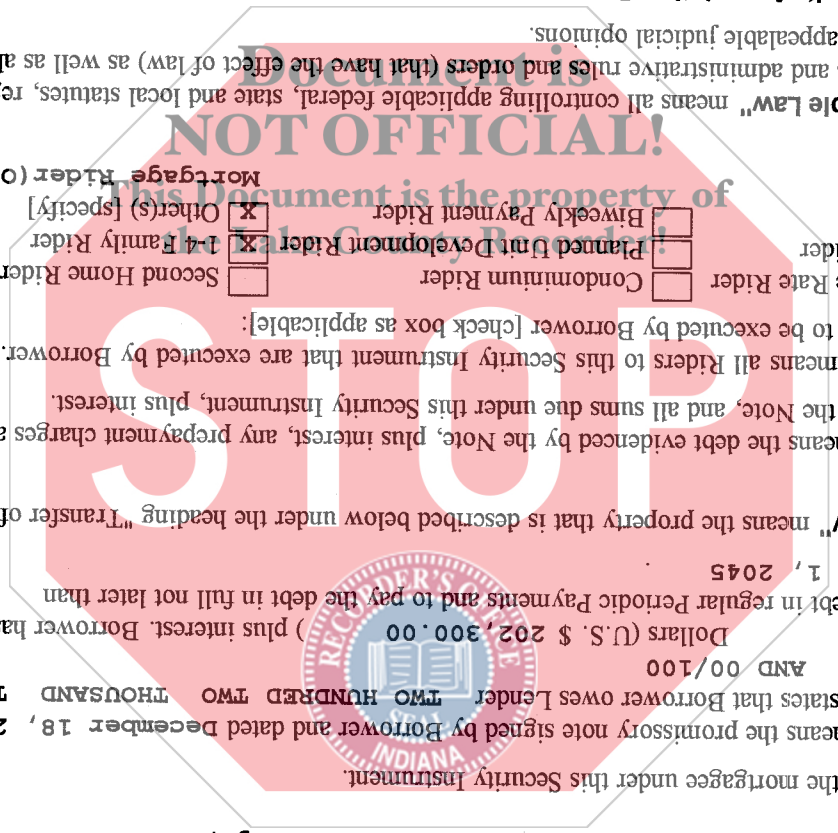 the mortgagee under this Security Instrument.
means the promissory note signed by Borrower and dated December 18, 2
states that Borrower owes Lender TWO HUNDRED TWO THOUSAND T
AND 00/100
Dollars (U.S. $ 202,300.00 ) plus interest. Borrower ha
ebt in regular Periodic Payments and to pay the debt in full not later than
1, 2045 .
y" means the property that is described below under the heading "Transfer of
means the debt evidenced by the Note, plus interest, any prepayment charges a
the Note, and all sums due under this Security Instrument, plus interest.
means all Riders to this Security Instrument that are executed by Borrower.
to be executed by Borrower [check box as applicable]:
e Rate Rider Condominium Rider Second Home Rider
ider Planned Unit Development Rider X 1-4 Family Rider
Biweekly Payment Rider X Other(s) [specify]
Mortgage Rider (O
ble Law" means all controlling applicable federal, state and local statutes, re
and administrative rules and orders (that have the effect of law) as well as al
appealable judicial opinions.
Document is
NOT OFFICIAL!
This Document is the property of
the Lake County Recorder!
STOP
RECORDER'S OFFICE
SEAL
INDIANA